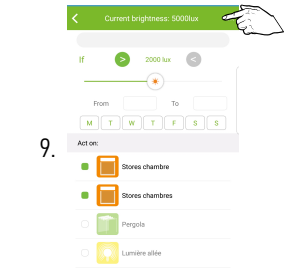 Current brightness: 5000lux
If > 2000 lux <
From To
M T W T F S S
9.
Act on:
Stores chambre
Stores chambres
Pergola
Lumière allée